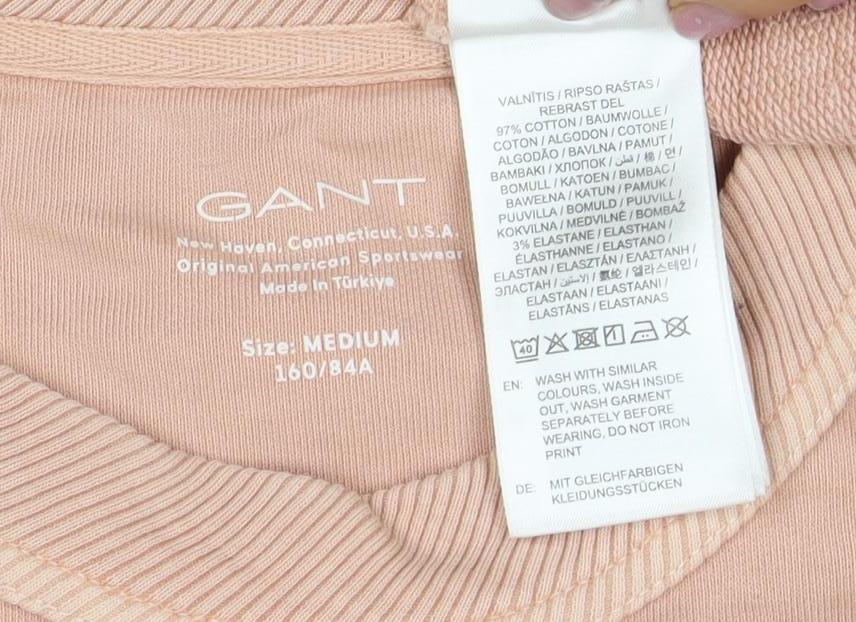 GANT
New Haven, Connecticut, U.S.A.
Original American Sportswear
Made In Türkiye
Size: MEDIUM
160/84A
VALNĪTIS / RIPSO RAŠTAS /
REBRAST DEL
97% COTTON / BAUMWOLLE /
COTON / ALGODON / COTONE /
ALGODÃO / BAVLNA / PAMUT /
BAMBAKI / ХЛОПОК / قطن / 棉 / 면 /
BOMULL / KATOEN / BUMBAC /
BAWEŁNA / KATUN / PAMUK /
PUUVILLA / BOMULD / PUUVILL /
KOKVILNA / MEDVILNĖ / BOMBAŽ
3% ELASTANE / ELASTHAN /
ÉLASTHANNE / ELASTANO /
ELASTAN / ELASZTÁN / ΕΛΑΣΤΑΝΗ /
ЭЛАСТАН / الاستين / 氨纶 / 엘라스테인 /
ELASTAAN / ELASTAANI /
ELASTĀNS / ELASTANAS
40
EN: WASH WITH SIMILAR
COLOURS, WASH INSIDE
OUT, WASH GARMENT
SEPARATELY BEFORE
WEARING, DO NOT IRON
PRINT
DE: MIT GLEICHFARBIGEN
KLEIDUNGSSTÜCKEN